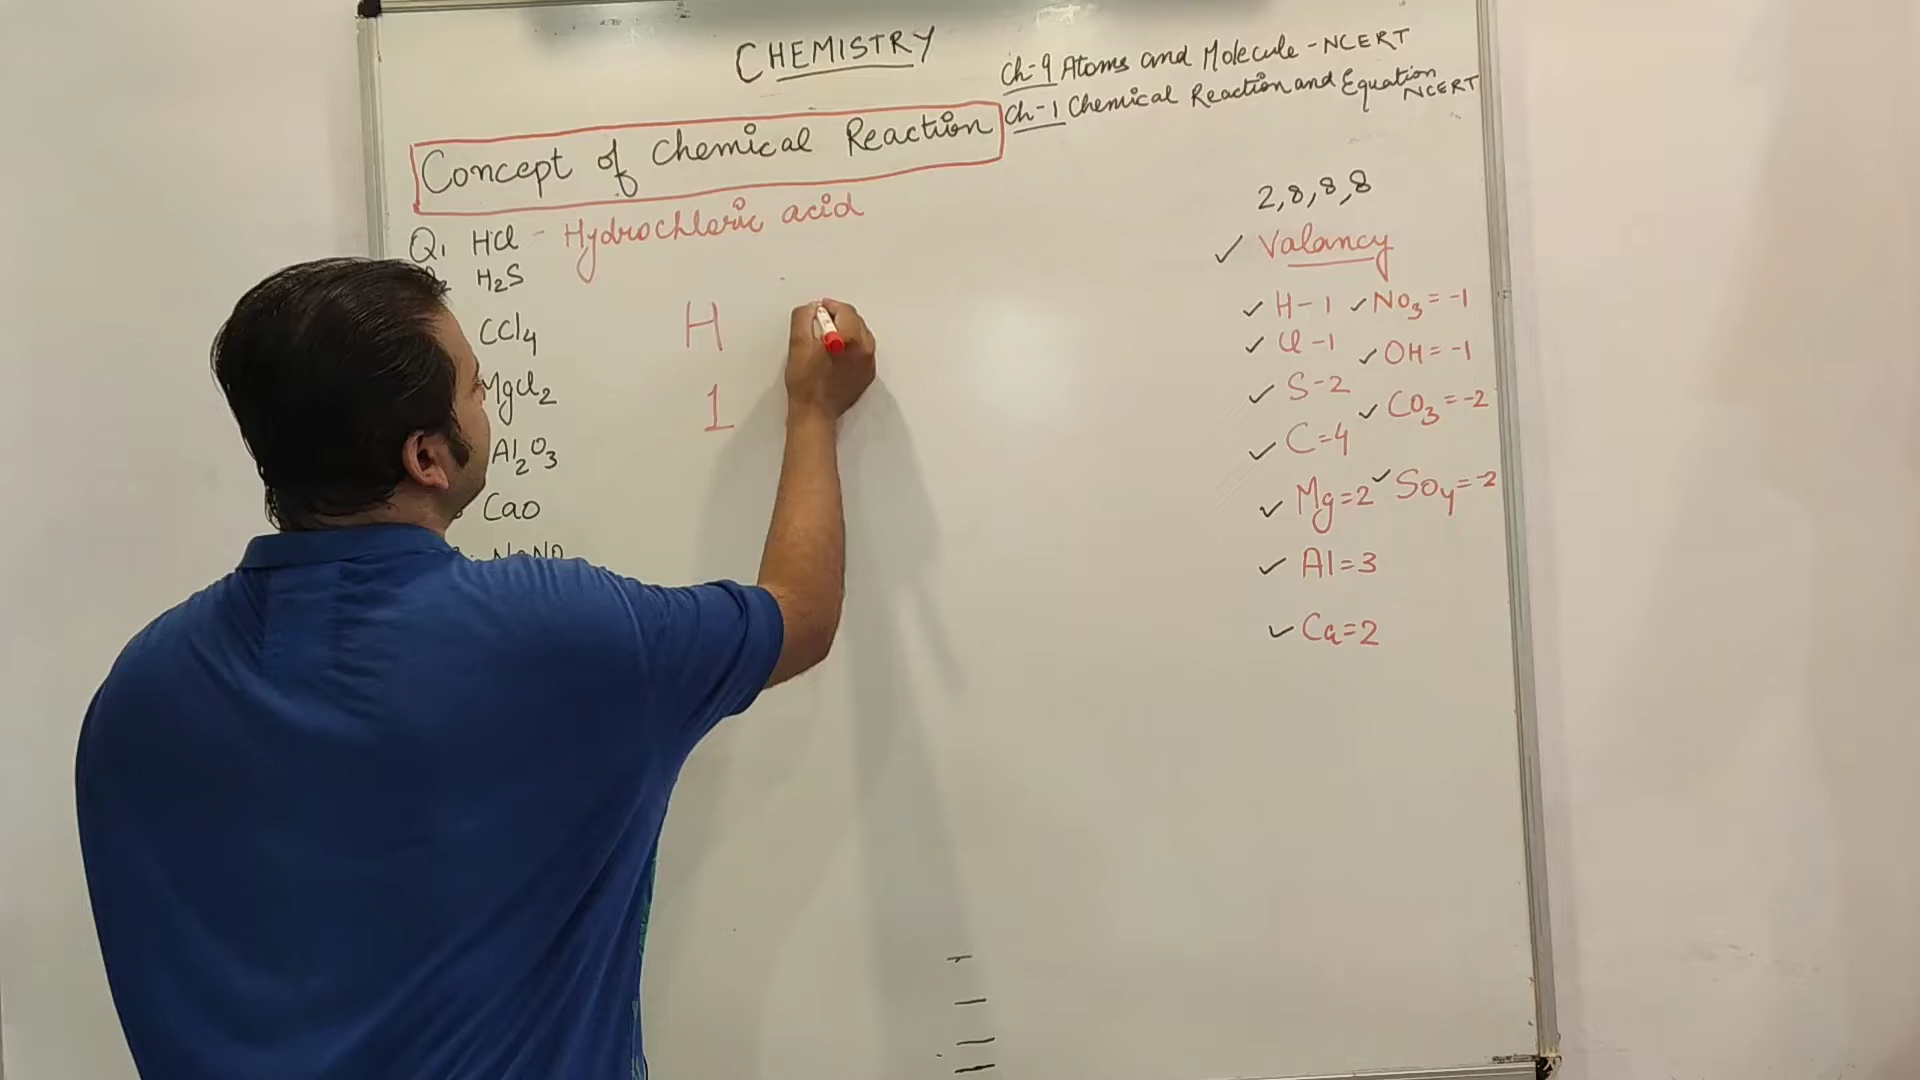 CHEMISTRY
Ch-9 Atoms and Molecule - NCERT
Ch-1 Chemical Reaction and Equation
NCERT
Concept of Chemical Reaction
Q1 HCl - Hydrochloric acid
H2S
CCl4
MgCl2
Al2O3
CaO
H
1
2,8,8,8
✓ Valancy
✓ H-1 ✓ NO3 = -1
✓ Cl-1 ✓ OH = -1
✓ S-2 ✓ CO3 = -2
✓ C=4
✓ Mg=2 ✓ SO4 = -2
✓ Al=3
✓ Ca=2